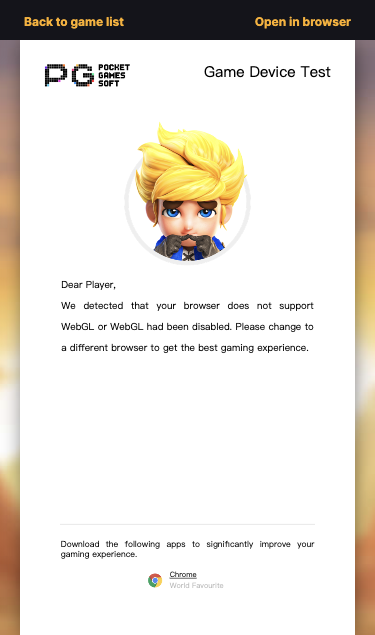 Back to game list
Open in browser
PG POCKET GAMES SOFT
Game Device Test
Dear Player,
We detected that your browser does not support
WebGL or WebGL had been disabled. Please change to
a different browser to get the best gaming experience.
Download the following apps to significantly improve your
gaming experience.
Chrome
World Favourite